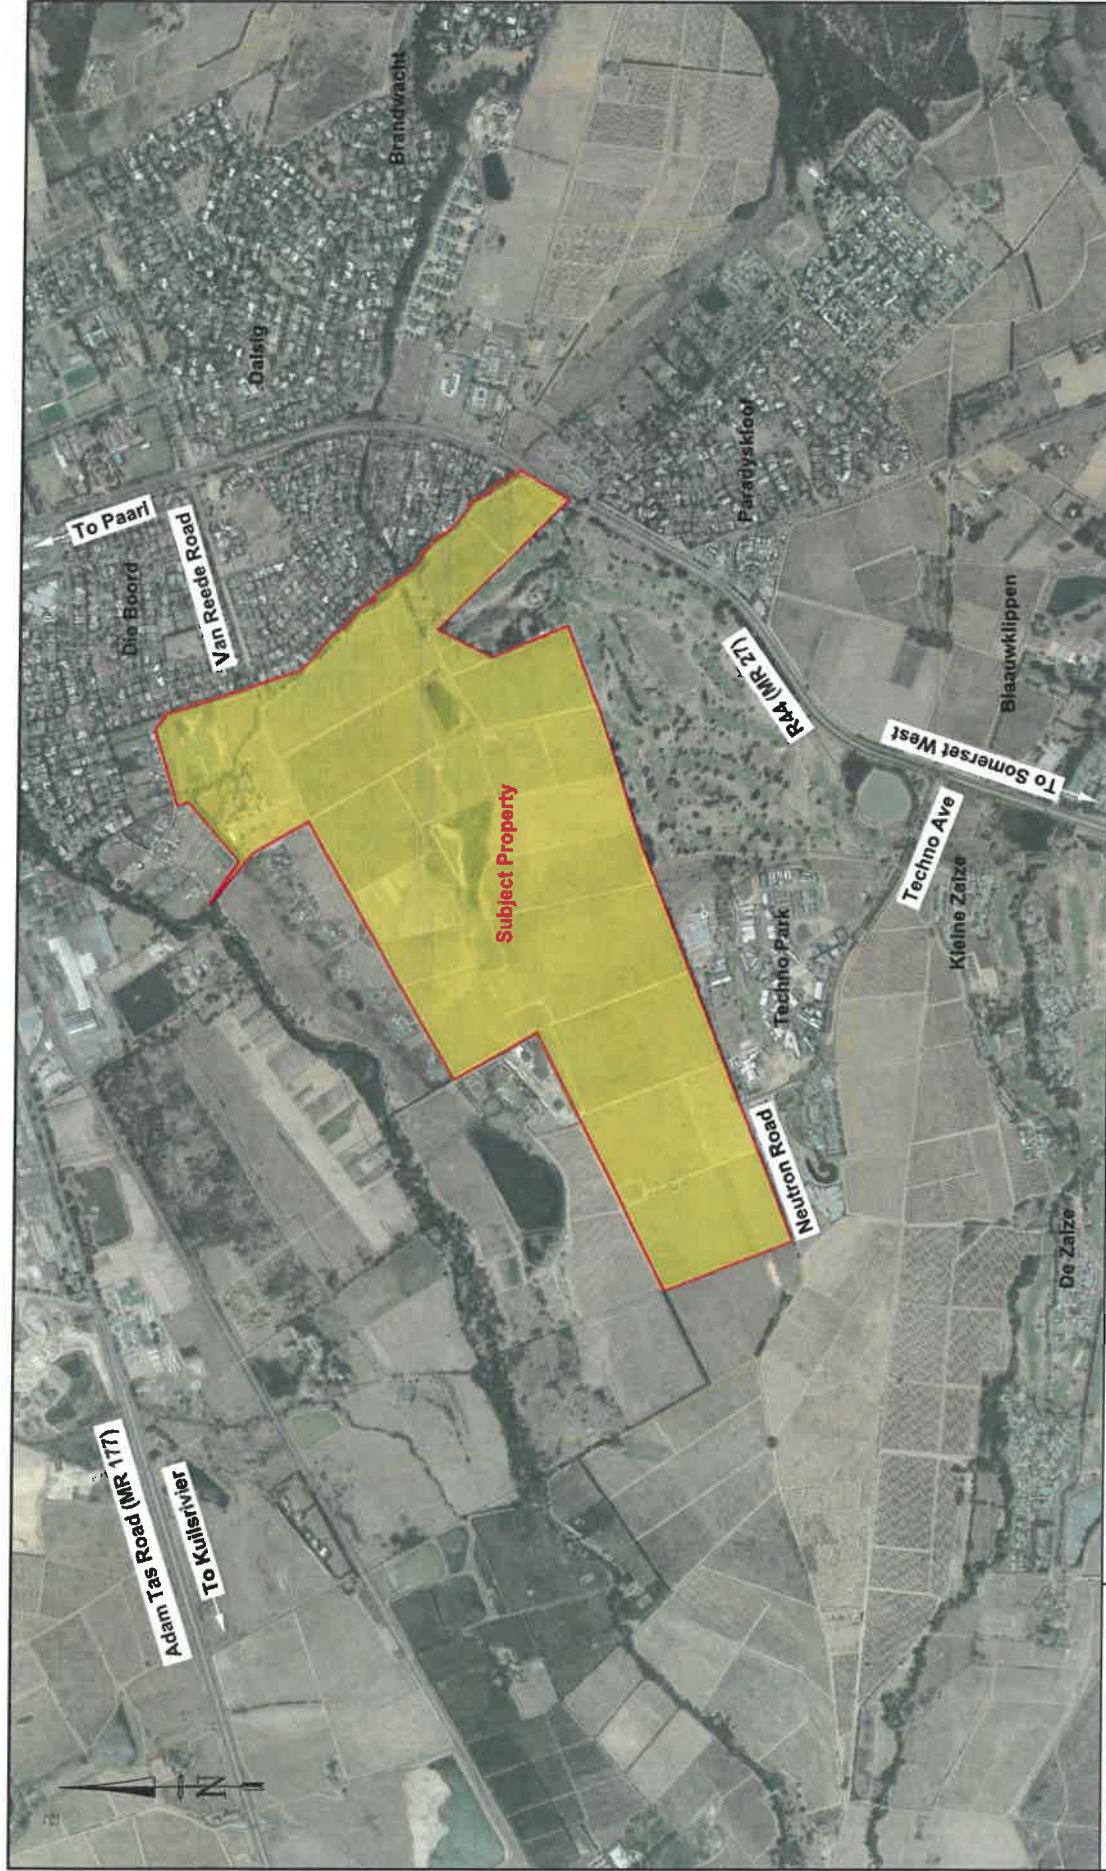 Brandwacht
Dalsig
To Paarl
Die Boord
Van Reede Road
Paradyskloof
R44 (MR 27)
Blaauwklippen
To Somerset West
Subject Property
Techno Ave
Kleine Zalze
Techno Park
Neutron Road
De Zalze
Adam Tas Road (MR 177)
To Kuilsrivier
N